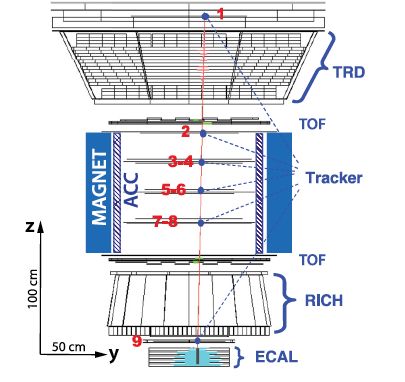 1
TRD
TOF
2
3-4
5-6
7-8
Tracker
MAGNET
ACC
TOF
z
100 cm
50 cm
y
RICH
9
ECAL